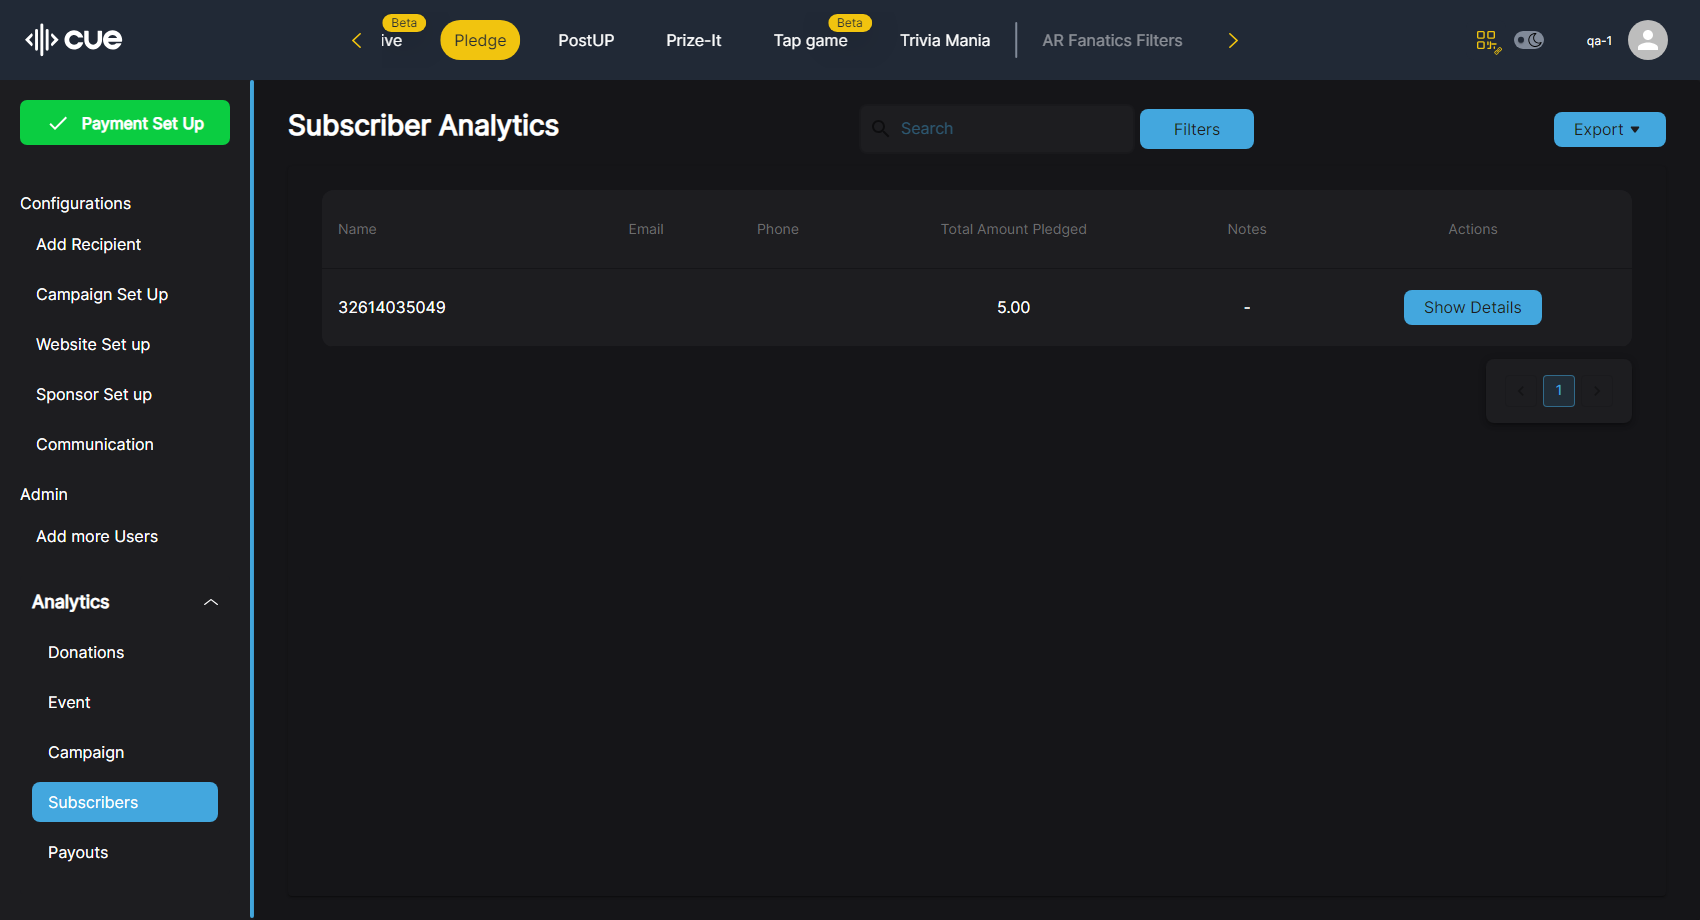 cue
Beta
ive
Pledge
PostUP
Prize-It
Beta
Tap game
Trivia Mania
AR Fanatics Filters
qa-1
Payment Set Up
Configurations
Add Recipient
Campaign Set Up
Website Set up
Sponsor Set up
Communication
Admin
Add more Users
Analytics
Donations
Event
Campaign
Subscribers
Payouts
Subscriber Analytics
Search
Filters
Export
Name Email Phone Total Amount Pledged Notes Actions
32614035049 5.00 - Show Details
1